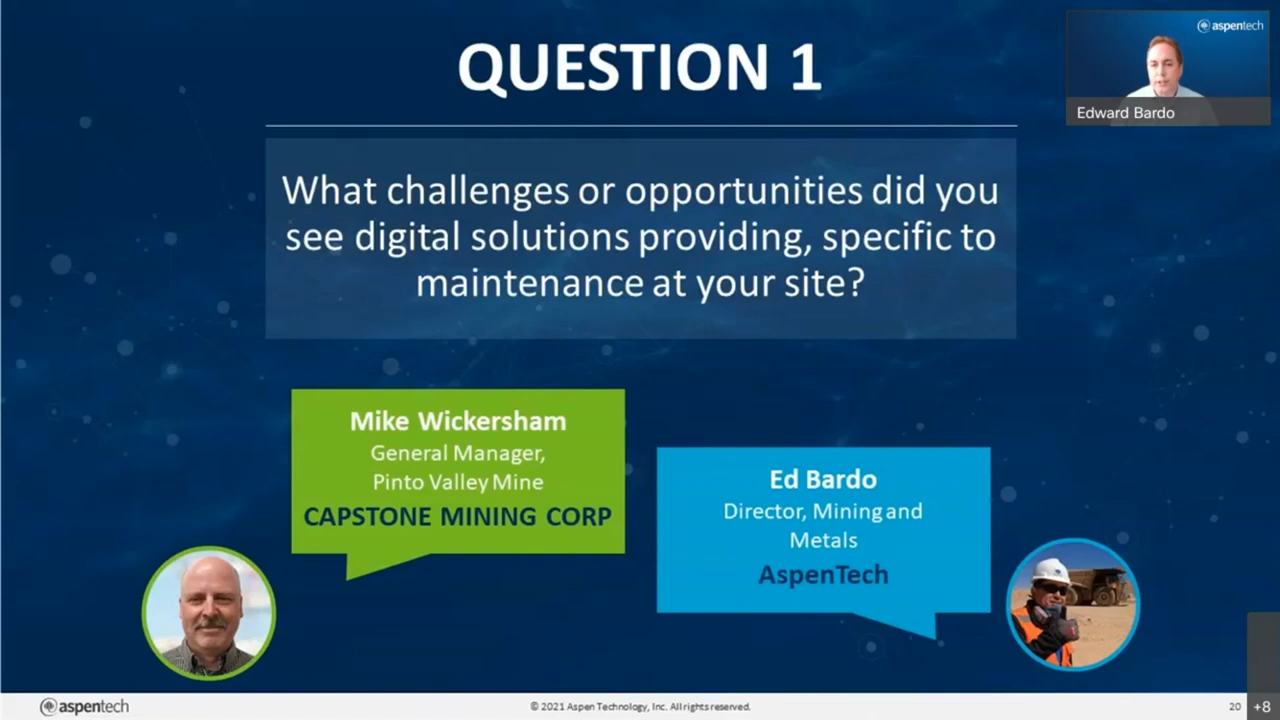 QUESTION 1
aspentech
Edward Bardo
What challenges or opportunities did you
see digital solutions providing, specific to
maintenance at your site?
Mike Wickersham
General Manager,
Pinto Valley Mine
CAPSTONE MINING CORP
Ed Bardo
Director, Mining and
Metals
AspenTech
aspentech
© 2021 Aspen Technology, Inc. All rights reserved.
20
+8